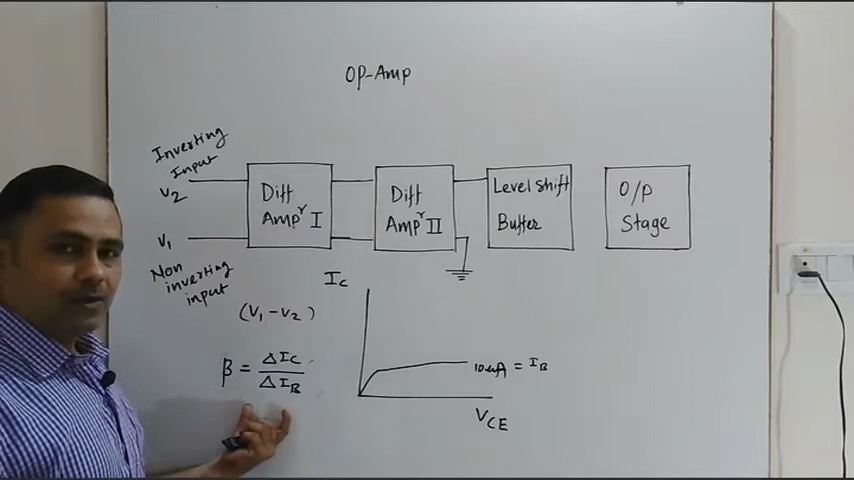 OP-Amp
Inverting
Input
V2
Diff
Ampr I
Diff
Ampr II
Level Shift
Buffer
O/P
Stage
V1
Non
inverting
input
(V1-V2)
β = ΔIC / ΔIB
IC
10uA = IB
VCE